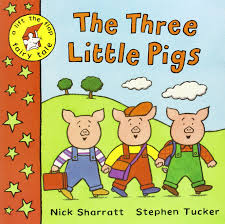 a lift the flap
fairy tale
The Three
Little Pigs
Nick Sharratt Stephen Tucker